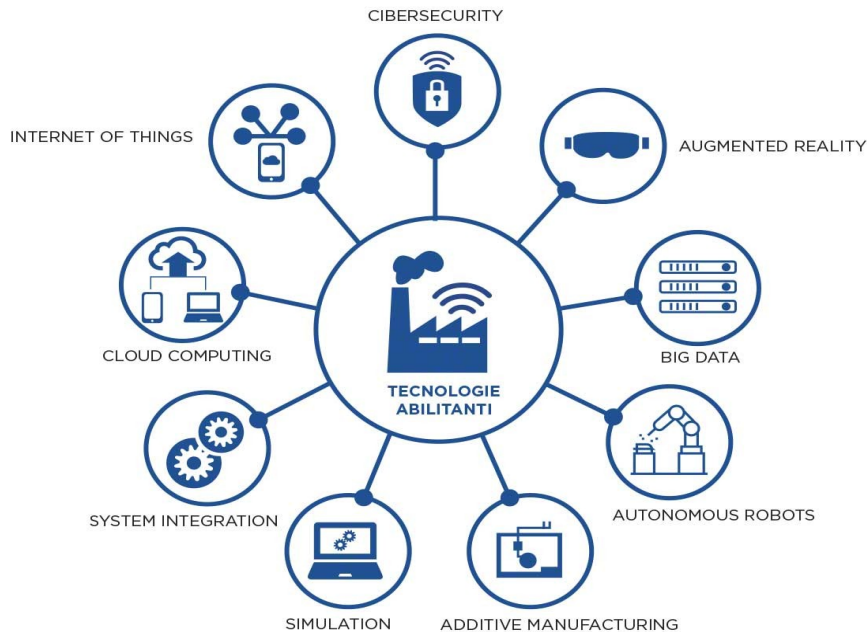 CIBERSECURITY
INTERNET OF THINGS
AUGMENTED REALITY
CLOUD COMPUTING
BIG DATA
TECNOLOGIE
ABILITANTI
SYSTEM INTEGRATION
AUTONOMOUS ROBOTS
SIMULATION
ADDITIVE MANUFACTURING